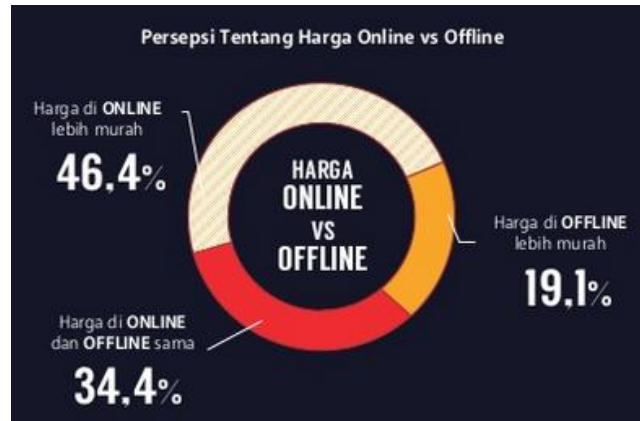 Persepsi Tentang Harga Online vs Offline
Harga di ONLINE
lebih murah
46,4%
HARGA
ONLINE
VS
OFFLINE
Harga di OFFLINE
lebih murah
19,1%
Harga di ONLINE
dan OFFLINE sama
34,4%